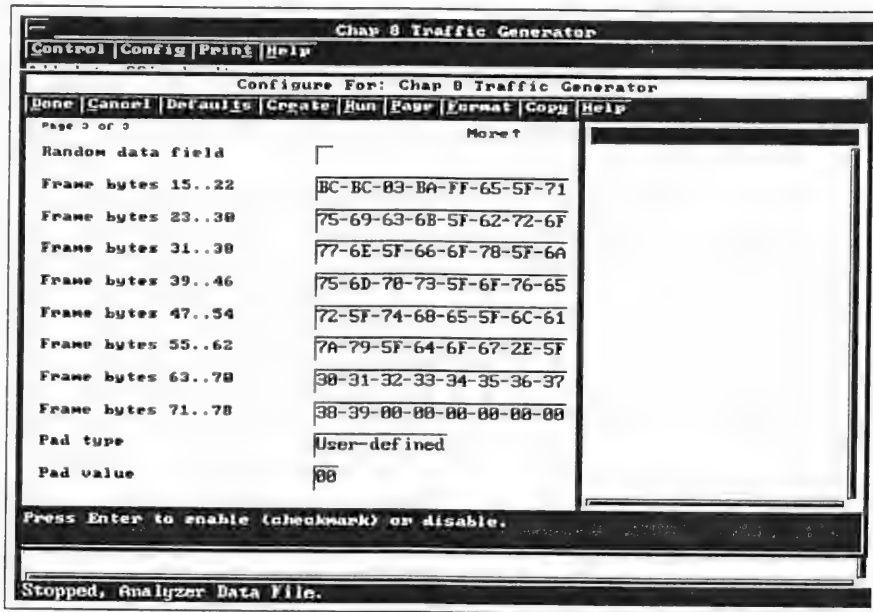 Chap 8 Traffic Generator
Control Config Print Help
Configure For: Chap 8 Traffic Generator
Done Cancel Defaults Create Run Page Format Copy Help
Page 3 of 3
More↑
Random data field
Frame bytes 15..22 BC-BC-03-BA-FF-65-5F-71
Frame bytes 23..30 75-69-63-6B-5F-62-72-6F
Frame bytes 31..38 77-6E-5F-66-6F-78-5F-6A
Frame bytes 39..46 75-6D-70-73-5F-6F-76-65
Frame bytes 47..54 72-5F-74-68-65-5F-6C-61
Frame bytes 55..62 7A-79-5F-64-6F-67-2E-5F
Frame bytes 63..70 30-31-32-33-34-35-36-37
Frame bytes 71..78 38-39-00-00-00-00-00-00
Pad type User-defined
Pad value 00
Press Enter to enable (checkmark) or disable.
Stopped, Analyzer Data File.